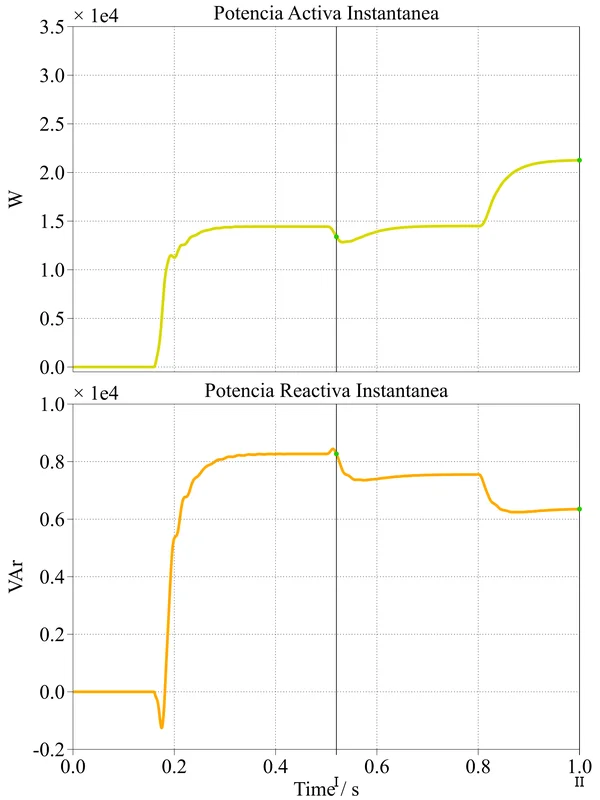 Potencia Activa Instantanea
× 1e4
3.5
3.0
2.5
2.0
1.5
1.0
0.5
0.0
W
Potencia Reactiva Instantanea
× 1e4
1.0
0.8
0.6
0.4
0.2
0.0
-0.2
VAr
0.0 0.2 0.4 0.6 0.8 1.0
I II
Time / s